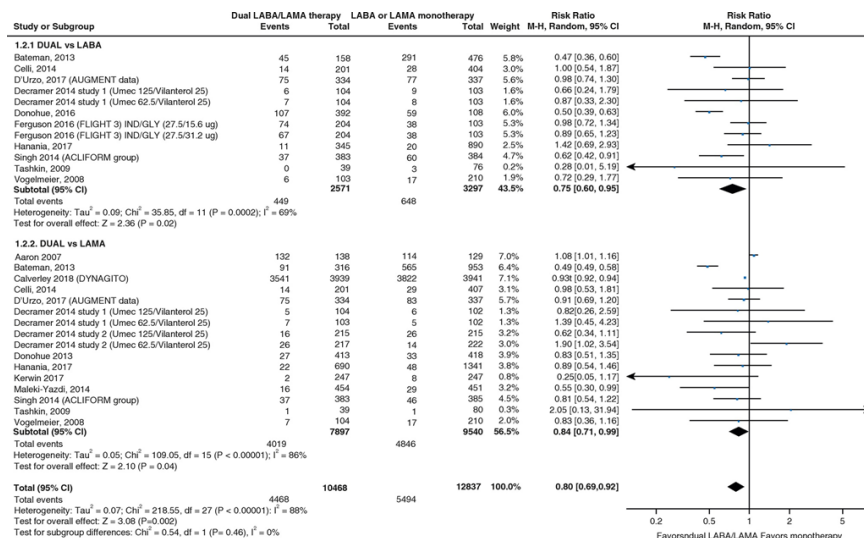 Dual LABA/LAMA therapy LABA or LAMA monotherapy Risk Ratio Risk Ratio
Study or Subgroup Events Total Events Total Weight M-H, Random, 95% CI M-H, Random, 95% CI
1.2.1 DUAL vs LABA
Bateman, 2013 45 158 291 476 5.8% 0.47 [0.36, 0.60]
Celli, 2014 14 201 28 404 3.0% 1.00 [0.54, 1.87]
D'Urzo, 2017 (AUGMENT data) 75 334 77 337 5.5% 0.98 [0.74, 1.30]
Decramer 2014 study 1 (Umec 125/Vilanterol 25) 6 104 9 103 1.6% 0.66 [0.24, 1.79]
Decramer 2014 study 1 (Umec 62.5/Vilanterol 25) 7 104 8 103 1.6% 0.87 [0.33, 2.30]
Donohue, 2016 107 392 59 108 5.8% 0.50 [0.39, 0.63]
Ferguson 2016 (FLIGHT 3) IND/GLY (27.5/15.6 ug) 74 204 38 103 5.2% 0.98 [0.72, 1.34]
Ferguson 2016 (FLIGHT 3) IND/GLY (27.5/31.2 ug) 67 204 38 103 5.1% 0.89 [0.65, 1.23]
Hanania, 2017 11 345 20 890 2.6% 1.42 [0.69, 2.93]
Singh 2014 (ACLIFORM group) 37 383 60 384 4.7% 0.62 [0.42, 0.91]
Tashkin, 2009 0 39 3 76 0.2% 0.28 [0.01, 5.19]
Vogelmeier, 2008 6 103 17 210 1.9% 0.72 [0.29, 1.77]
Subtotal (95% CI) 2571 3297 43.5% 0.75 [0.60, 0.95]
Total events 449 648
Heterogeneity: Tau² = 0.09; Chi² = 35.85, df = 11 (P = 0.0002); I² = 69%
Test for overall effect: Z = 2.36 (P = 0.02)
1.2.2. DUAL vs LAMA
Aaron 2007 132 138 114 129 7.0% 1.08 [1.01, 1.16]
Bateman, 2013 91 316 565 953 6.4% 0.49 [0.49, 0.58]
Calverley 2018 (DYNAGITO) 3541 3939 3822 3941 7.1% 0.93t [0.92, 0.94]
Celli, 2014 14 201 29 407 3.0% 0.98 [0.53, 1.81]
D'Urzo, 2017 (AUGMENT data) 75 334 83 337 5.5% 0.91 [0.69, 1.20]
Decramer 2014 study 1 (Umec 125/Vilanterol 25) 5 104 6 102 1.3% 0.82[0.26, 2.59]
Decramer 2014 study 1 (Umec 62.5/Vilanterol 25) 7 103 5 102 1.3% 1.39 [0.45, 4.23]
Decramer 2014 study 2 (Umec 125/Vilanterol 25) 16 215 26 215 3.2% 0.62 [0.34, 1.11]
Decramer 2014 study 2 (Umec 62.5/Vilanterol 25) 26 217 14 222 3.0% 1.90 [1.02, 3.54]
Donohue 2013 27 413 33 418 3.8% 0.83 [0.51, 1.35]
Hanania, 2017 22 690 48 1341 3.8% 0.89 [0.54, 1.46]
Kerwin 2017 2 247 8 247 0.8% 0.25[0.05, 1.17]
Maleki-Yazdi, 2014 16 454 29 451 3.1% 0.55 [0.30, 0.99]
Singh 2014 (ACLIFORM group) 37 383 46 385 4.5% 0.81 [0.54, 1.22]
Tashkin, 2009 1 39 1 80 0.3% 2.05 [0.13, 31.94]
Vogelmeier, 2008 7 104 17 210 2.1% 0.83 [0.36, 1.16]
Subtotal (95% CI) 7897 9540 56.5% 0.84 [0.71, 0.99]
Total events 4019 4846
Heterogeneity: Tau² = 0.05; Chi² = 109.05, df = 15 (P < 0.00001); I² = 86%
Test for overall effect: Z = 2.10 (P = 0.04)
Total (95% CI) 10468 12837 100.0% 0.80 [0.69,0.92]
Total events 4468 5494
Heterogeneity: Tau² = 0.07; Chi² = 218.55, df = 27 (P < 0.00001); I² = 88%
Test for overall effect: Z = 3.08 (P=0.002)
Test for subgroup differences: Chi² = 0.54, df = 1 (P= 0.46), I² = 0%
0.2 0.5 1 2 5
Favorsndual LABA/LAMA Favors monotherapy